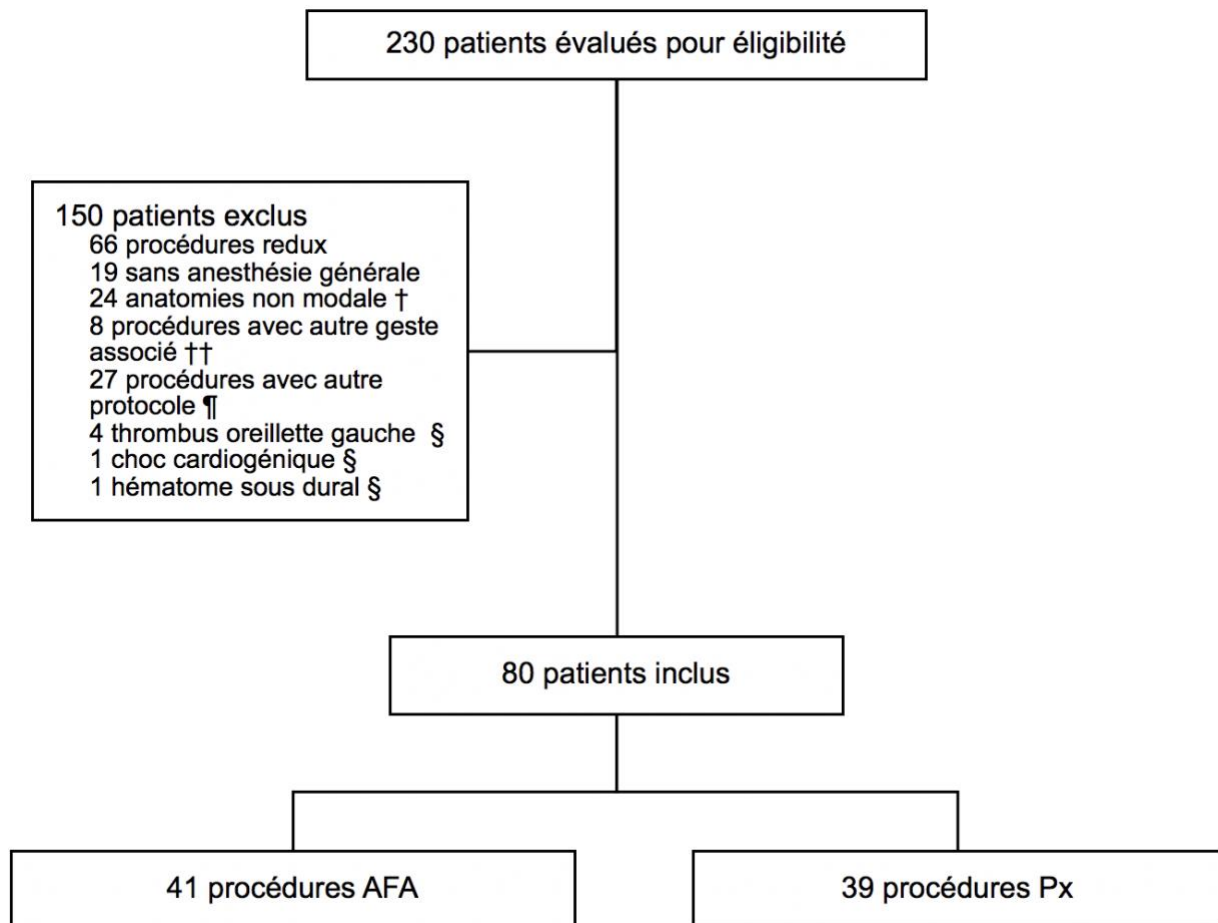 230 patients évalués pour éligibilité
150 patients exclus
66 procédures redux
19 sans anesthésie générale
24 anatomies non modale †
8 procédures avec autre geste
associé ††
27 procédures avec autre
protocole ¶
4 thrombus oreillette gauche §
1 choc cardiogénique §
1 hématome sous dural §
80 patients inclus
41 procédures AFA
39 procédures Px